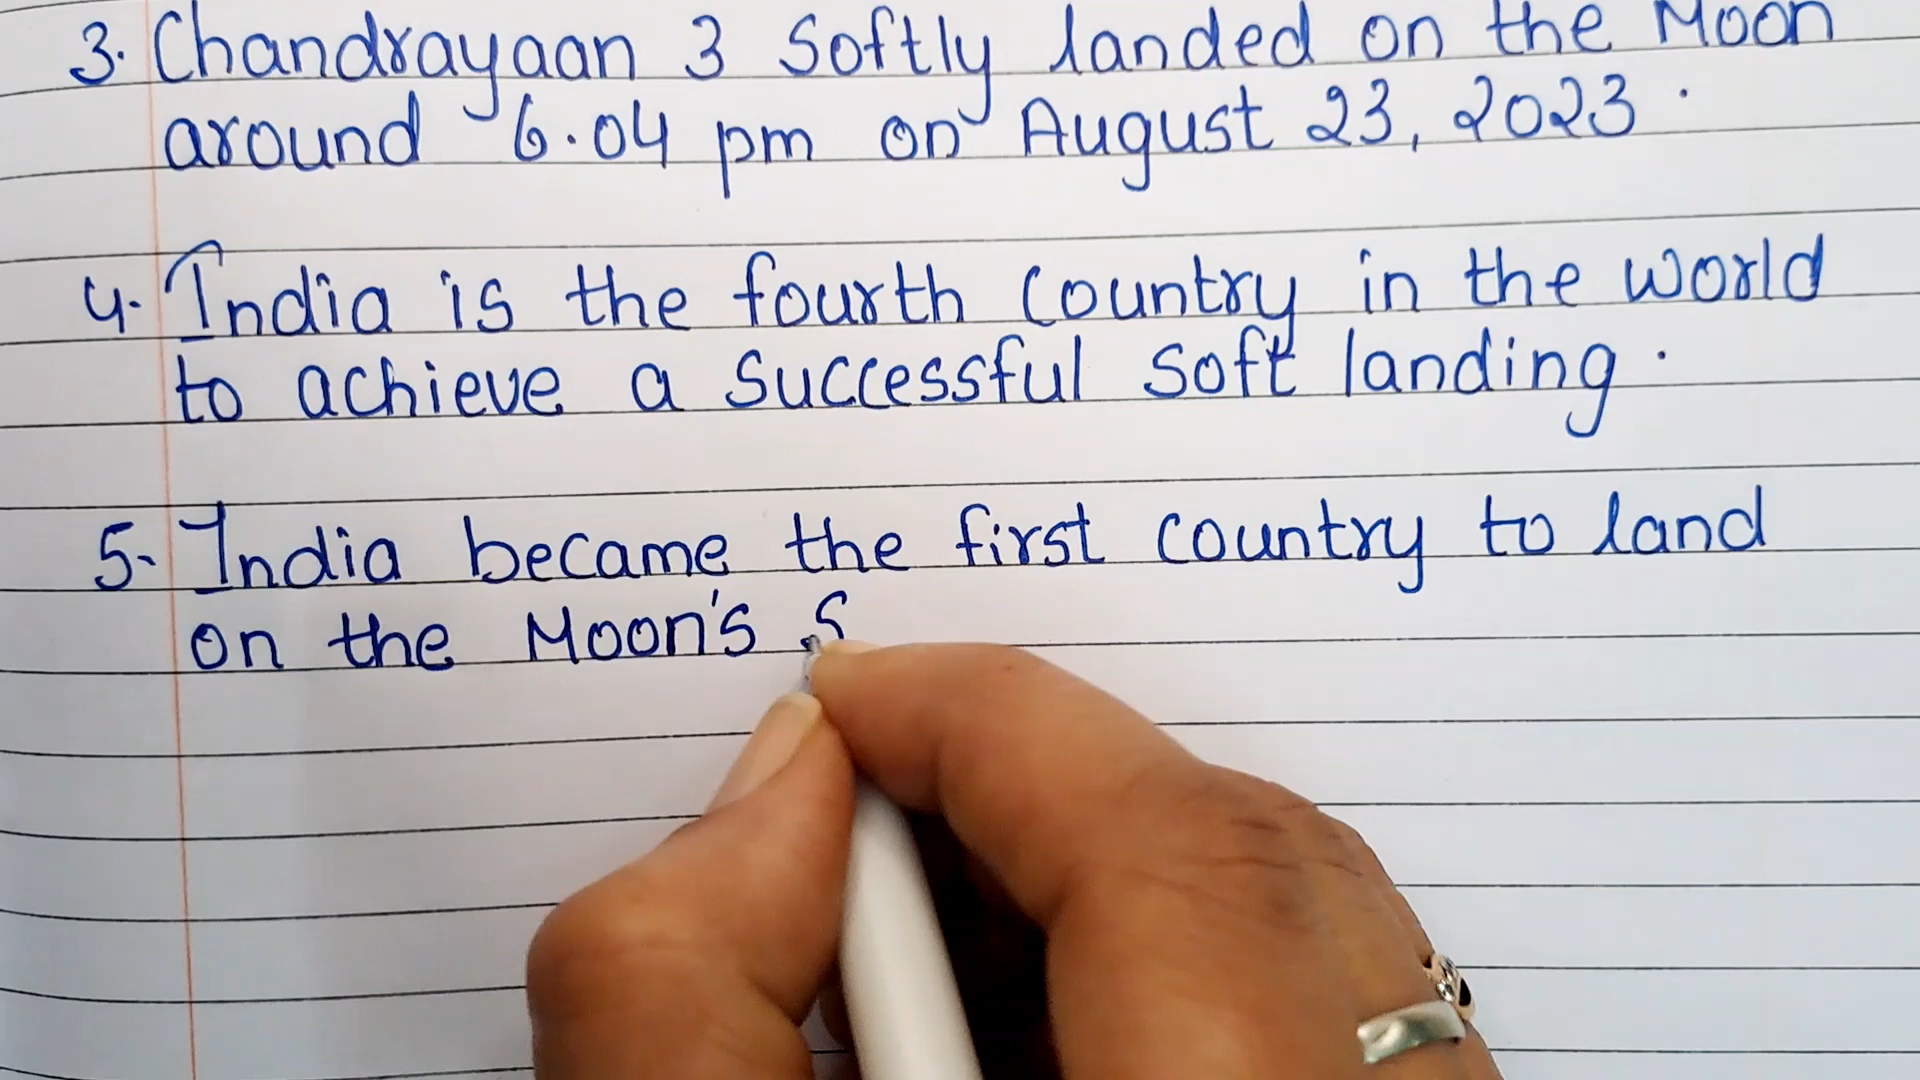 3. Chandrayaan 3 Softly landed on the Moon
around 6.04 pm on August 23, 2023.
4. India is the fourth Country in the world
to achieve a Successful Soft landing.
5. India became the first Country to land
on the Moon's S